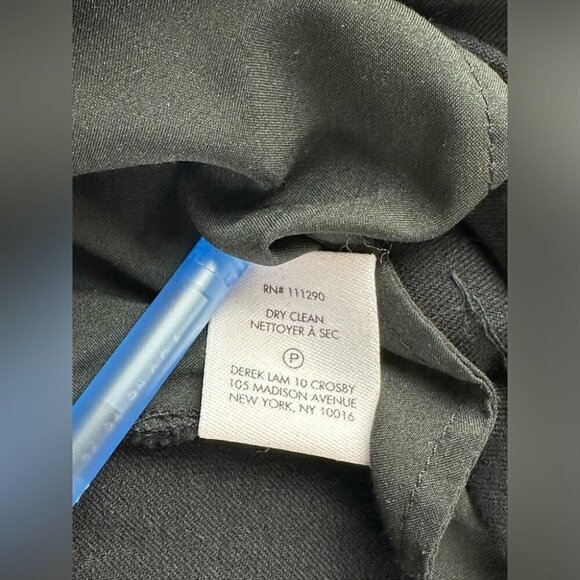 RN# 111290
DRY CLEAN
NETTOYER À SEC
P
DEREK LAM 10 CROSBY
105 MADISON AVENUE
NEW YORK, NY 10016